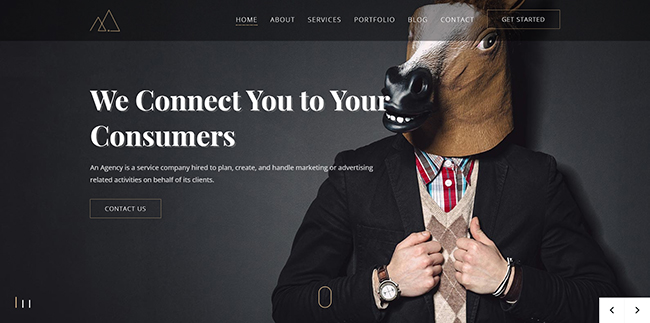 HOME ABOUT SERVICES PORTFOLIO BLOG CONTACT GET STARTED
We Connect You to Your
Consumers
An Agency is a service company hired to plan, create, and handle marketing or advertising
related activities on behalf of its clients.
CONTACT US